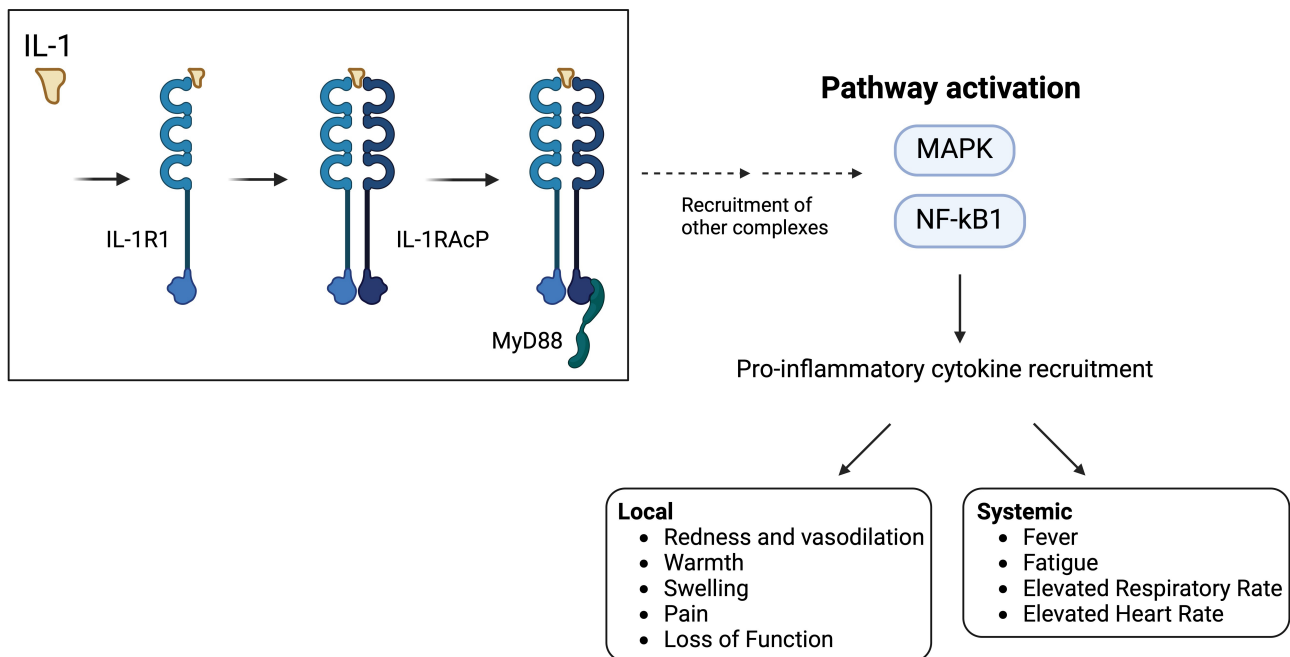 IL-1
IL-1R1
IL-1RAcP
MyD88
Recruitment of
other complexes
Pathway activation
MAPK
NF-kB1
Pro-inflammatory cytokine recruitment
Local
• Redness and vasodilation
• Warmth
• Swelling
• Pain
• Loss of Function
Systemic
• Fever
• Fatigue
• Elevated Respiratory Rate
• Elevated Heart Rate